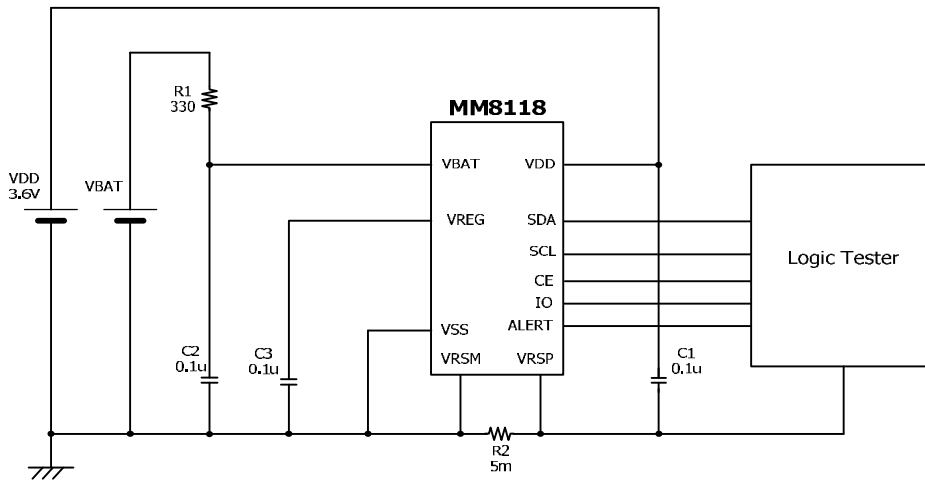 R1
330
MM8118
VDD
3.6V
VBAT
VBAT
VDD
VREG
SDA
SCL
CE
IO
ALERT
VSS
VRSM
VRSP
Logic Tester
C2
0.1u
C3
0.1u
C1
0.1u
R2
5m